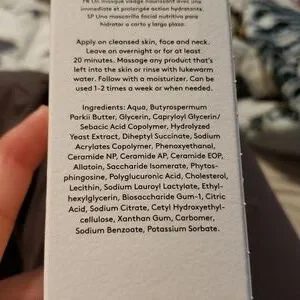 FR Un masque visage nourrissant avec une
immédiate et prolongée action hydratante.
SP Una mascarilla facial nutritiva para
hidratar a corto y largo plazo.
Apply on cleansed skin, face and neck.
Leave on overnight or for at least
20 minutes. Massage any product that's
left into the skin or rinse with lukewarm
water. Follow with a moisturizer. Can be
used 1-2 times a week or when needed.
Ingredients: Aqua, Butyrospermum
Parkii Butter, Glycerin, Capryloyl Glycerin/
Sebacic Acid Copolymer, Hydrolyzed
Yeast Extract, Diheptyl Succinate, Sodium
Acrylates Copolymer, Phenoxyethanol,
Ceramide NP, Ceramide AP, Ceramide EOP,
Allatoin, Saccharide Isomerate, Phytos-
phingosine, Polyglucuronic Acid, Cholesterol,
Lecithin, Sodium Lauroyl Lactylate, Ethyl-
hexylglycerin, Biosaccharide Gum-1, Citric
Acid, Sodium Citrate, Cetyl Hydroxyethyl-
cellulose, Xanthan Gum, Carbomer,
Sodium Benzoate, Potassium Sorbate.